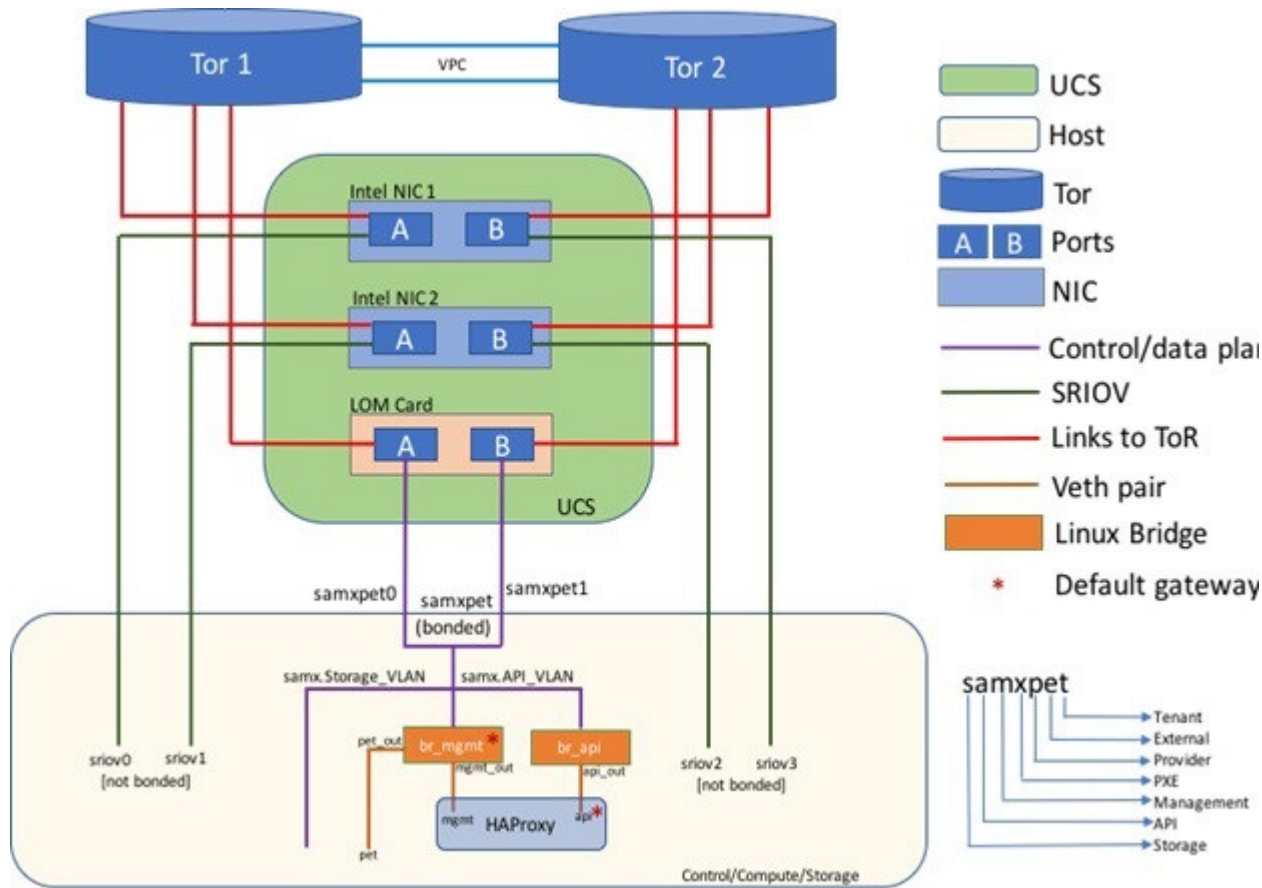 Tor 1
VPC
Tor 2
UCS
Host
Tor
A B Ports
NIC
Control/data plar
SRIOV
Links to ToR
Veth pair
Linux Bridge
* Default gateway
Intel NIC 1
A B
Intel NIC 2
A B
LOM Card
A B
UCS
samxpet0
samxpet
(bonded)
samxpet1
samx.Storage_VLAN
samx.API_VLAN
pet_out
br_mgmt*
br_api
mgmt_out
api_out
mgmt
HAProxy
api*
pet
sriov0
sriov1
[not bonded]
sriov2
sriov3
[not bonded]
Control/Compute/Storage
samxpet
Tenant
External
Provider
PXE
Management
API
Storage